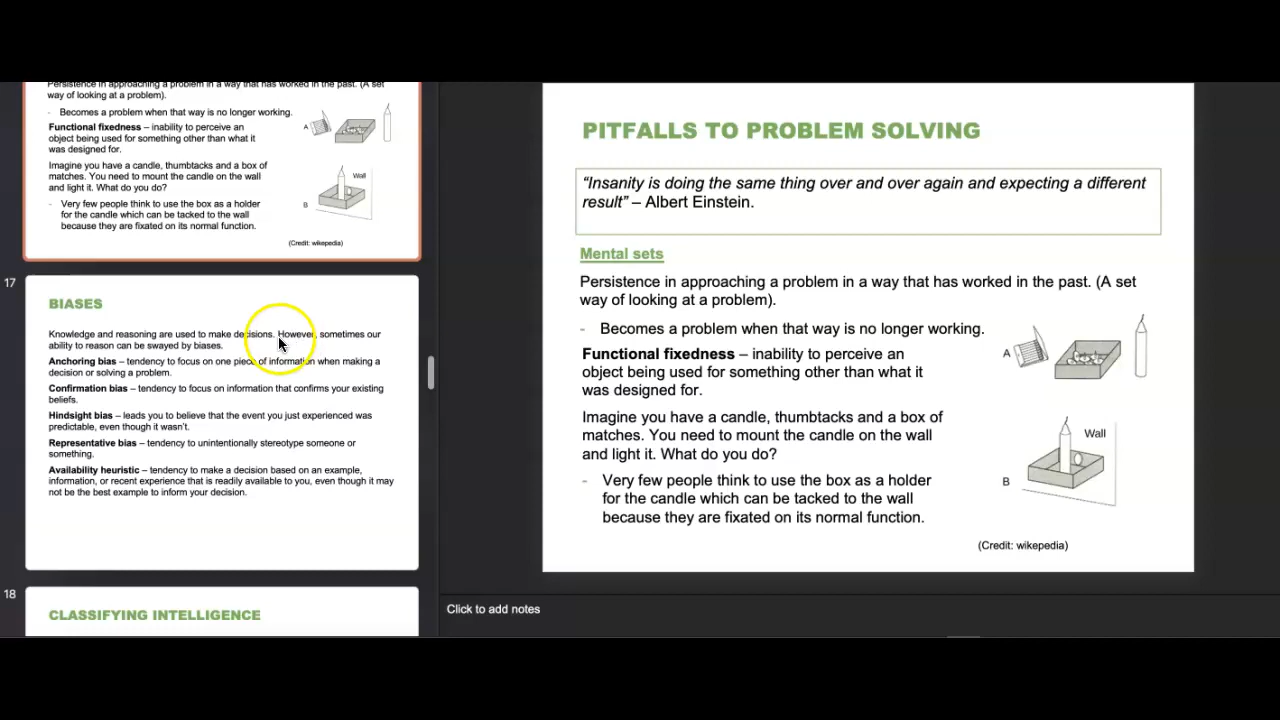 Persistence in approaching a problem in a way that has worked in the past. (A set
way of looking at a problem).
- Becomes a problem when that way is no longer working.
Functional fixedness – inability to perceive an
object being used for something other than what it
was designed for.
A
Imagine you have a candle, thumbtacks and a box of
matches. You need to mount the candle on the wall
and light it. What do you do?
Wall
- Very few people think to use the box as a holder
for the candle which can be tacked to the wall
because they are fixated on its normal function.
B
(Credit: wikepedia)
17
BIASES
Knowledge and reasoning are used to make decisions. However, sometimes our
ability to reason can be swayed by biases.
Anchoring bias – tendency to focus on one piece of information when making a
decision or solving a problem.
Confirmation bias – tendency to focus on information that confirms your existing
beliefs.
Hindsight bias – leads you to believe that the event you just experienced was
predictable, even though it wasn't.
Representative bias – tendency to unintentionally stereotype someone or
something.
Availability heuristic – tendency to make a decision based on an example,
information, or recent experience that is readily available to you, even though it may
not be the best example to inform your decision.
18
CLASSIFYING INTELLIGENCE
PITFALLS TO PROBLEM SOLVING
“Insanity is doing the same thing over and over again and expecting a different
result” – Albert Einstein.
Mental sets
Persistence in approaching a problem in a way that has worked in the past. (A set
way of looking at a problem).
- Becomes a problem when that way is no longer working.
Functional fixedness – inability to perceive an
object being used for something other than what it
was designed for.
A
Imagine you have a candle, thumbtacks and a box of
matches. You need to mount the candle on the wall
and light it. What do you do?
Wall
- Very few people think to use the box as a holder
for the candle which can be tacked to the wall
because they are fixated on its normal function.
B
(Credit: wikepedia)
Click to add notes